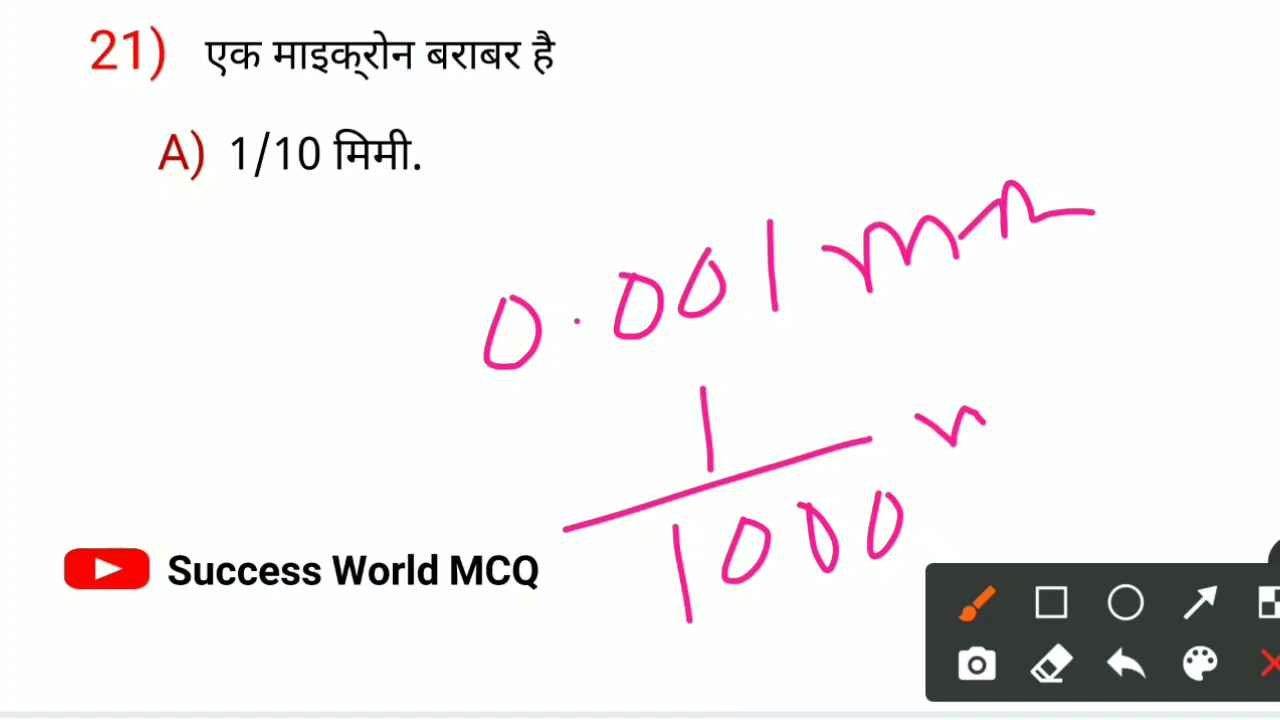 21) एक माइक्रोन बराबर है
A) 1/10 मिमी.
0.001 mm
1
1000
Success World MCQ